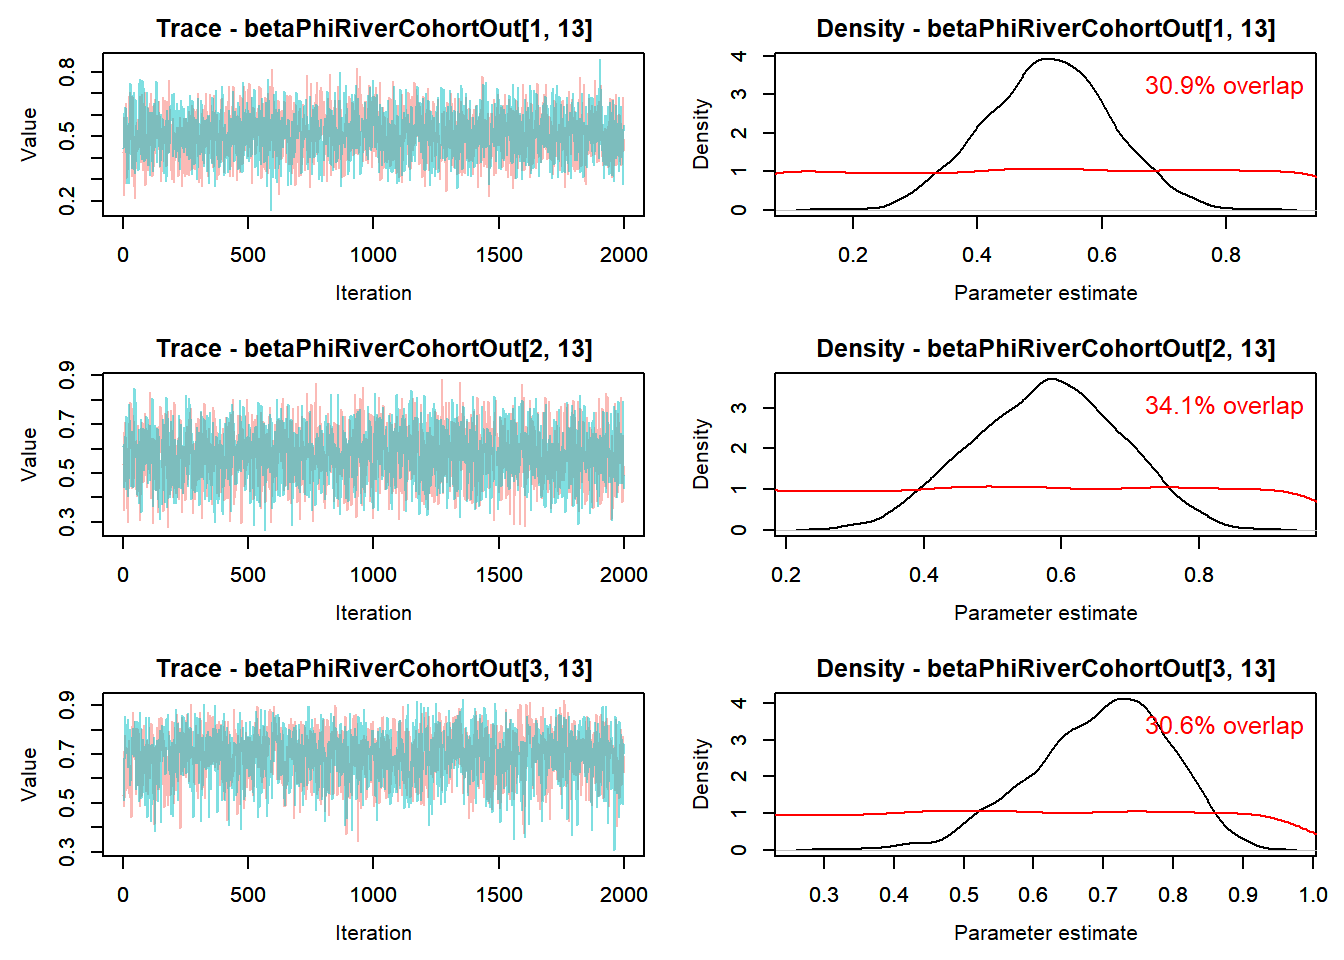 Trace - betaPhiRiverCohortOut[1, 13]
Value
0.2 0.5 0.8
0 500 1000 1500 2000
Iteration
Density - betaPhiRiverCohortOut[1, 13]
30.9% overlap
Density
0 1 2 3 4
0.2 0.4 0.6 0.8
Parameter estimate
Trace - betaPhiRiverCohortOut[2, 13]
Value
0.3 0.5 0.7 0.9
0 500 1000 1500 2000
Iteration
Density - betaPhiRiverCohortOut[2, 13]
34.1% overlap
Density
0 1 2 3
0.2 0.4 0.6 0.8
Parameter estimate
Trace - betaPhiRiverCohortOut[3, 13]
Value
0.3 0.5 0.7 0.9
0 500 1000 1500 2000
Iteration
Density - betaPhiRiverCohortOut[3, 13]
30.6% overlap
Density
0 1 2 3 4
0.3 0.4 0.5 0.6 0.7 0.8 0.9 1.0
Parameter estimate